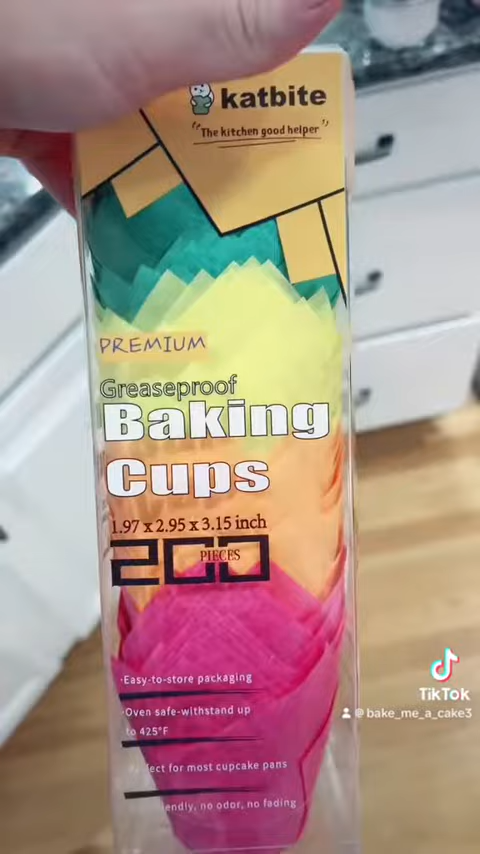 katbite
"The kitchen good helper"
PREMIUM
Greaseproof
Baking
Cups
1.97 x 2.95 x 3.15 inch
200 PIECES
·Easy-to-store packaging
·Oven safe-withstand up
to 425°F
for most cupcake pans
no odor, no fading
TikTok
@bake_me_a_cake3